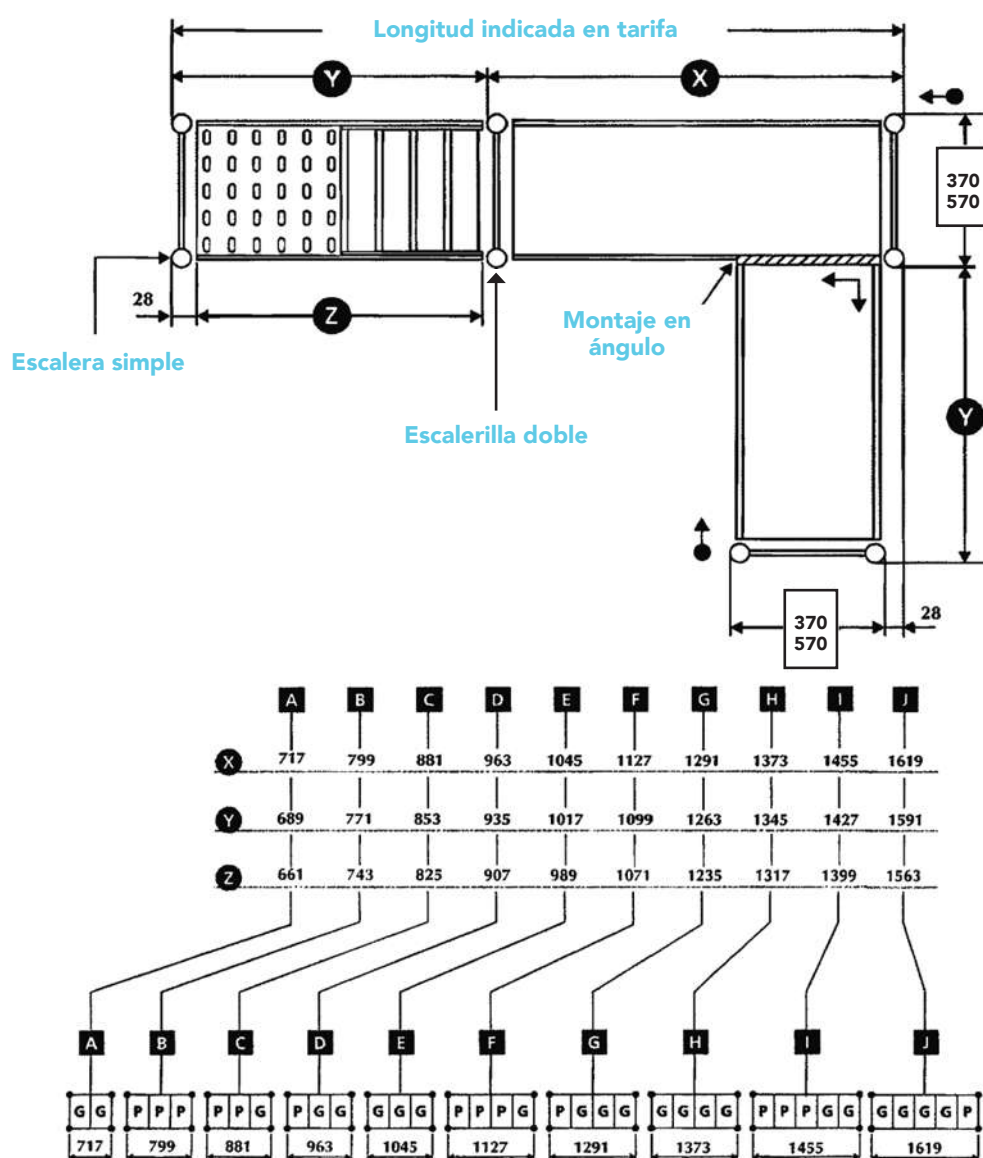 Longitud indicada en tarifa
Y
X
370
570
28
Z
Escalera simple
Montaje en
ángulo
Escalerilla doble
Y
370
570
28
A B C D E F G H I J
X 717 799 881 963 1045 1127 1291 1373 1455 1619
Y 689 771 853 935 1017 1099 1263 1345 1427 1591
Z 661 743 825 907 989 1071 1235 1317 1399 1563
A B C D E F G H I J
G G P P P P P G P G G G G G P P P G P G G G G G G G P P P G G G G G G P
717 799 881 963 1045 1127 1291 1373 1455 1619